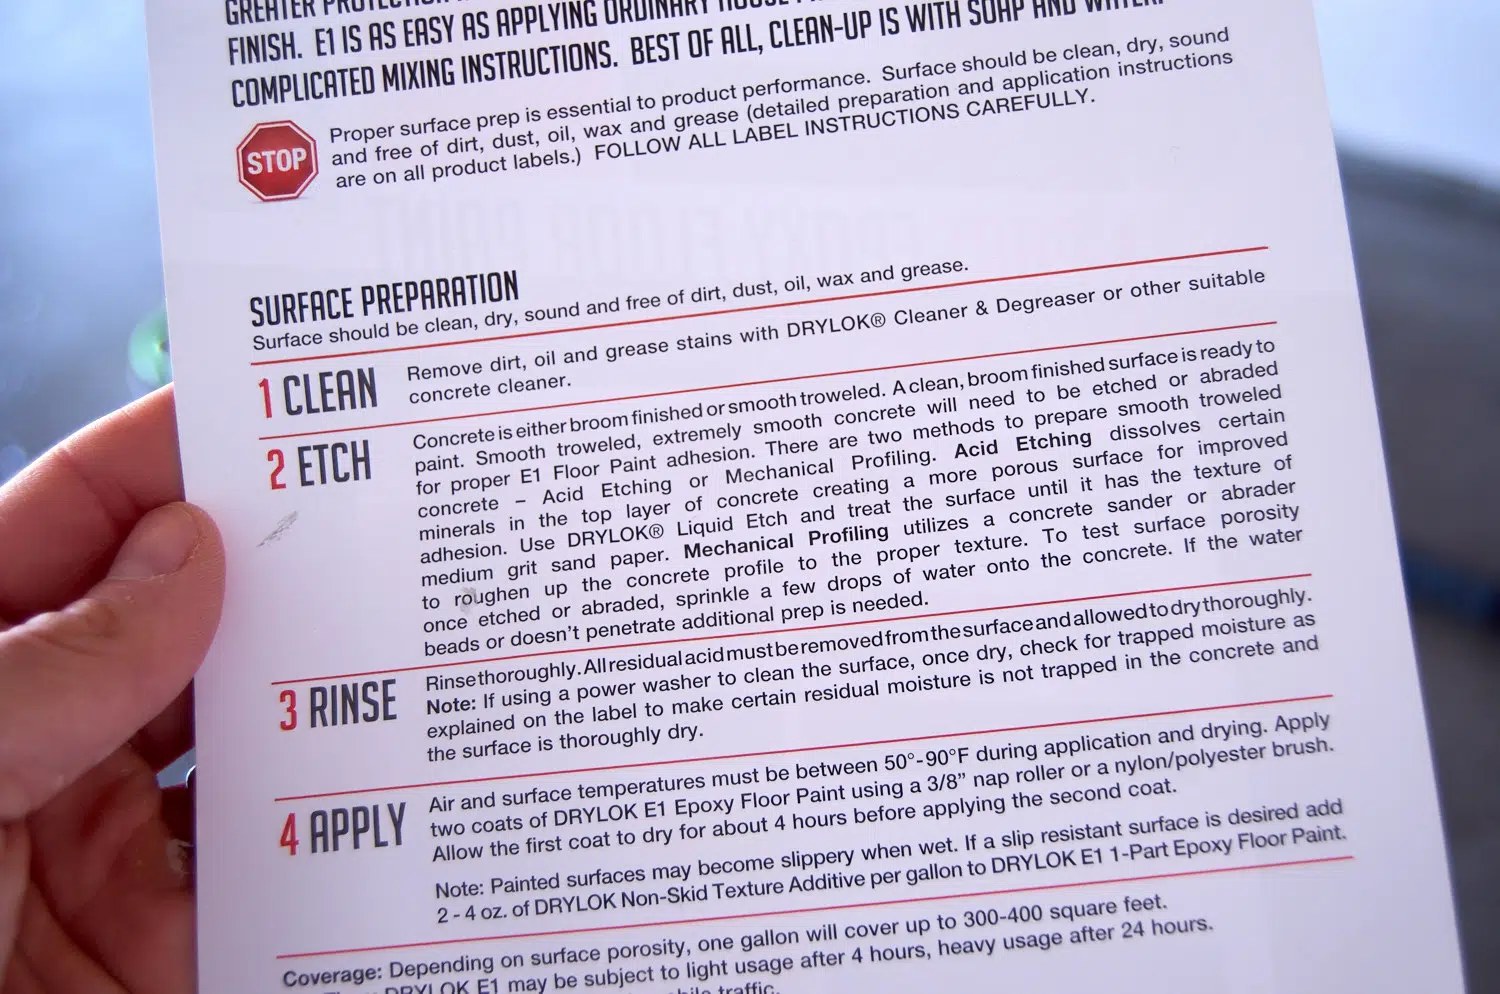 GREATER PROTECTION
FINISH. E1 IS AS EASY AS APPLYING ORDINARY HOUSE
COMPLICATED MIXING INSTRUCTIONS. BEST OF ALL, CLEAN-UP IS WITH SOAP AND WATER.
STOP
Proper surface prep is essential to product performance. Surface should be clean, dry, sound
and free of dirt, dust, oil, wax and grease (detailed preparation and application instructions
are on all product labels.) FOLLOW ALL LABEL INSTRUCTIONS CAREFULLY.
SURFACE PREPARATION
Surface should be clean, dry, sound and free of dirt, dust, oil, wax and grease.
1 CLEAN
Remove dirt, oil and grease stains with DRYLOK® Cleaner & Degreaser or other suitable
concrete cleaner.
2 ETCH
Concrete is either broom finished or smooth troweled. A clean, broom finished surface is ready to
paint. Smooth troweled, extremely smooth concrete will need to be etched or abraded
for proper E1 Floor Paint adhesion. There are two methods to prepare smooth troweled
concrete – Acid Etching or Mechanical Profiling. Acid Etching dissolves certain
minerals in the top layer of concrete creating a more porous surface for improved
adhesion. Use DRYLOK® Liquid Etch and treat the surface until it has the texture of
medium grit sand paper. Mechanical Profiling utilizes a concrete sander or abrader
to roughen up the concrete profile to the proper texture. To test surface porosity
once etched or abraded, sprinkle a few drops of water onto the concrete. If the water
beads or doesn't penetrate additional prep is needed.
3 RINSE
Rinse thoroughly. All residual acid must be removed from the surface and allowed to dry thoroughly.
Note: If using a power washer to clean the surface, once dry, check for trapped moisture as
explained on the label to make certain residual moisture is not trapped in the concrete and
the surface is thoroughly dry.
4 APPLY
Air and surface temperatures must be between 50°-90°F during application and drying. Apply
two coats of DRYLOK E1 Epoxy Floor Paint using a 3/8” nap roller or a nylon/polyester brush.
Allow the first coat to dry for about 4 hours before applying the second coat.
Note: Painted surfaces may become slippery when wet. If a slip resistant surface is desired add
2 - 4 oz. of DRYLOK Non-Skid Texture Additive per gallon to DRYLOK E1 1-Part Epoxy Floor Paint.
Coverage: Depending on surface porosity, one gallon will cover up to 300-400 square feet.
DRYLOK E1 may be subject to light usage after 4 hours, heavy usage after 24 hours.
traffic.